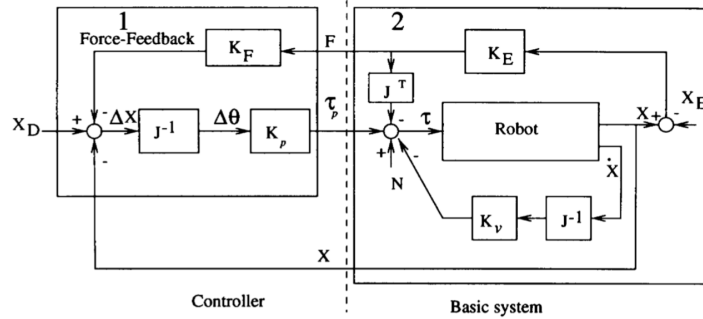 1
2
Force-Feedback
K_F
F
K_E
J^T
X_D
+
-
ΔX
J⁻¹
Δθ
K_p
τ_p
-
-
τ
Robot
X
+
-
X_E
-
+
-
N
Ẋ
K_v
J⁻¹
X
Controller
Basic system